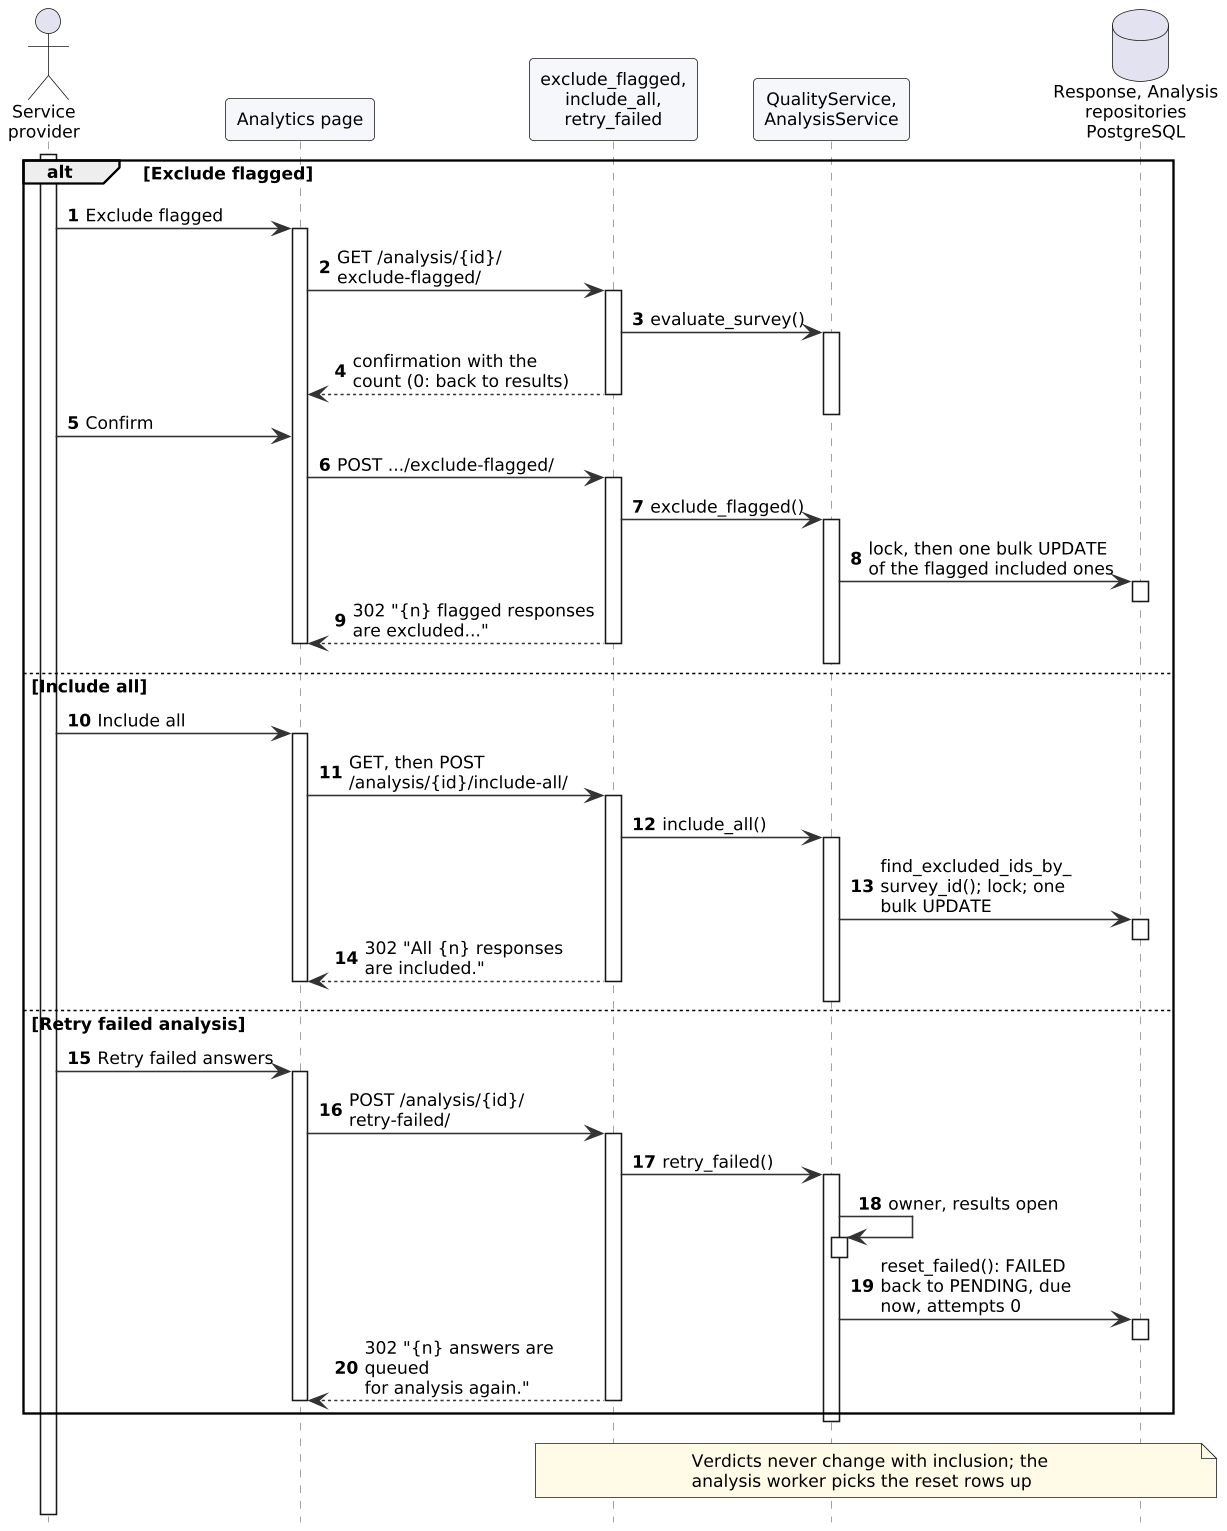 Service
provider
Analytics page
exclude_flagged,
include_all,
retry_failed
QualityService,
AnalysisService
Response, Analysis
repositories
PostgreSQL
alt [Exclude flagged]
1 Exclude flagged
2 GET /analysis/{id}/
exclude-flagged/
3 evaluate_survey()
4 confirmation with the
count (0: back to results)
5 Confirm
6 POST .../exclude-flagged/
7 exclude_flagged()
8 lock, then one bulk UPDATE
of the flagged included ones
9 302 "{n} flagged responses
are excluded..."
[Include all]
10 Include all
11 GET, then POST
/analysis/{id}/include-all/
12 include_all()
13 find_excluded_ids_by_
survey_id(); lock; one
bulk UPDATE
14 302 "All {n} responses
are included."
[Retry failed analysis]
15 Retry failed answers
16 POST /analysis/{id}/
retry-failed/
17 retry_failed()
18 owner, results open
19 reset_failed(): FAILED
back to PENDING, due
now, attempts 0
20 302 "{n} answers are
queued
for analysis again."
Verdicts never change with inclusion; the
analysis worker picks the reset rows up